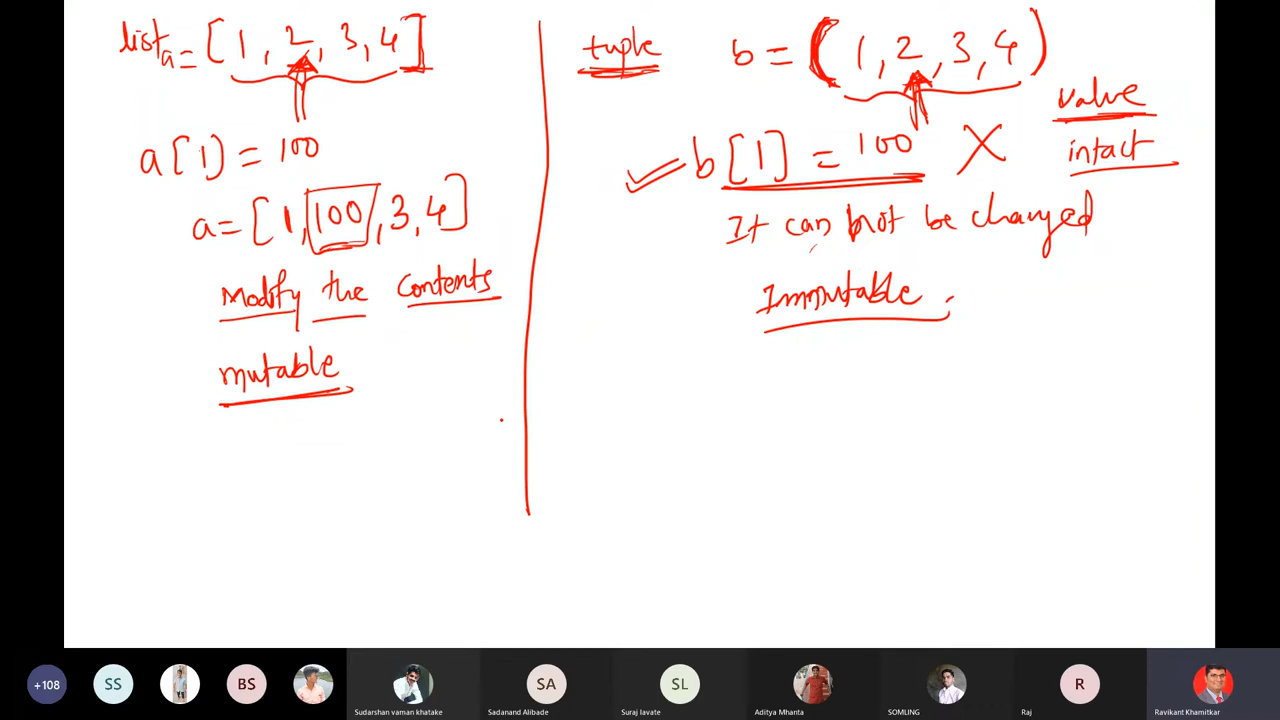 list a = [1, 2, 3, 4]
a[1] = 100
a = [1, 100, 3, 4]
Modify the contents
mutable
tuple b = (1, 2, 3, 4)
b[1] = 100 X
value
intact
It can not be changed
Immutable.
+108 SS BS SA SL R
Sudarshan vaman khatake Sadanand Alibade Suraj lavate Aditya Mhanta SOMLING Raj Ravikant Khamitkar